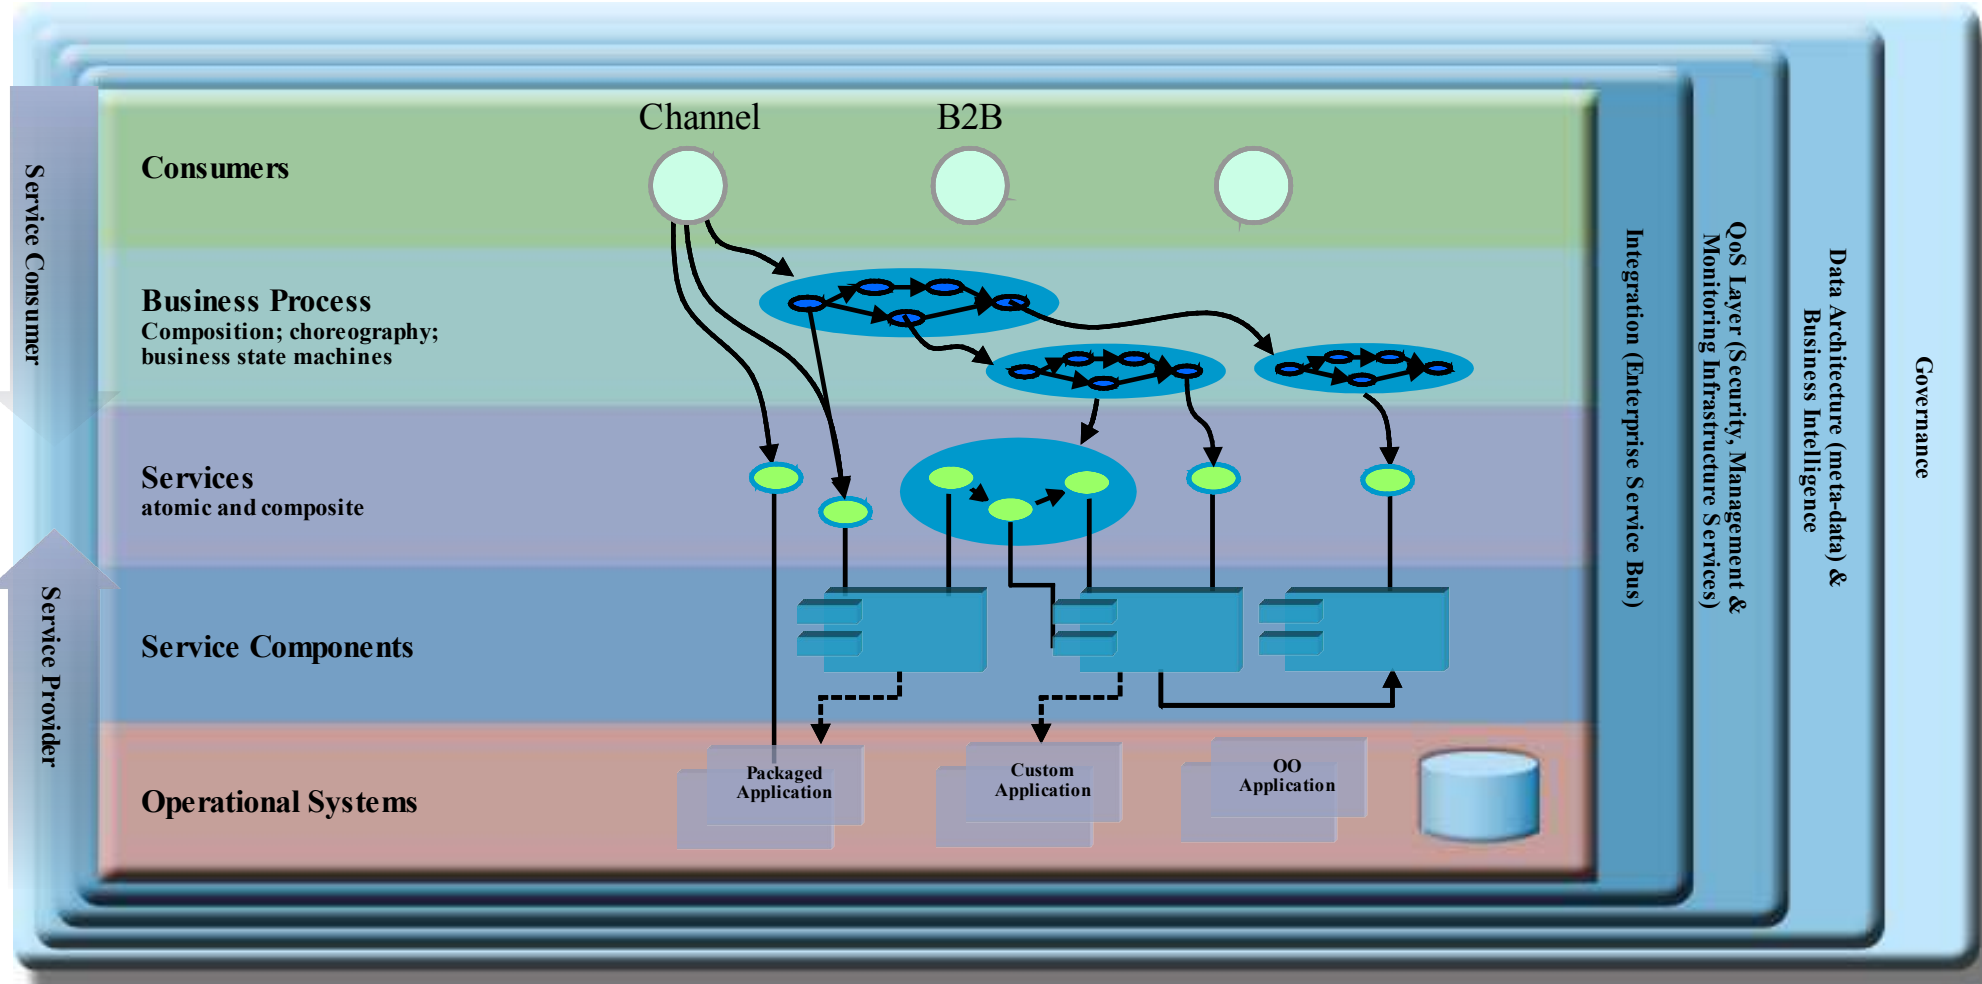 Channel
B2B
Consumers
Business Process
Composition; choreography;
business state machines
Services
atomic and composite
Service Components
Operational Systems
Packaged
Application
Custom
Application
OO
Application
Service Consumer
Service Provider
Integration (Enterprise Service Bus)
QoS Layer (Security, Management &
Monitoring Infrastructure Services)
Data Architecture (meta-data) &
Business Intelligence
Governance